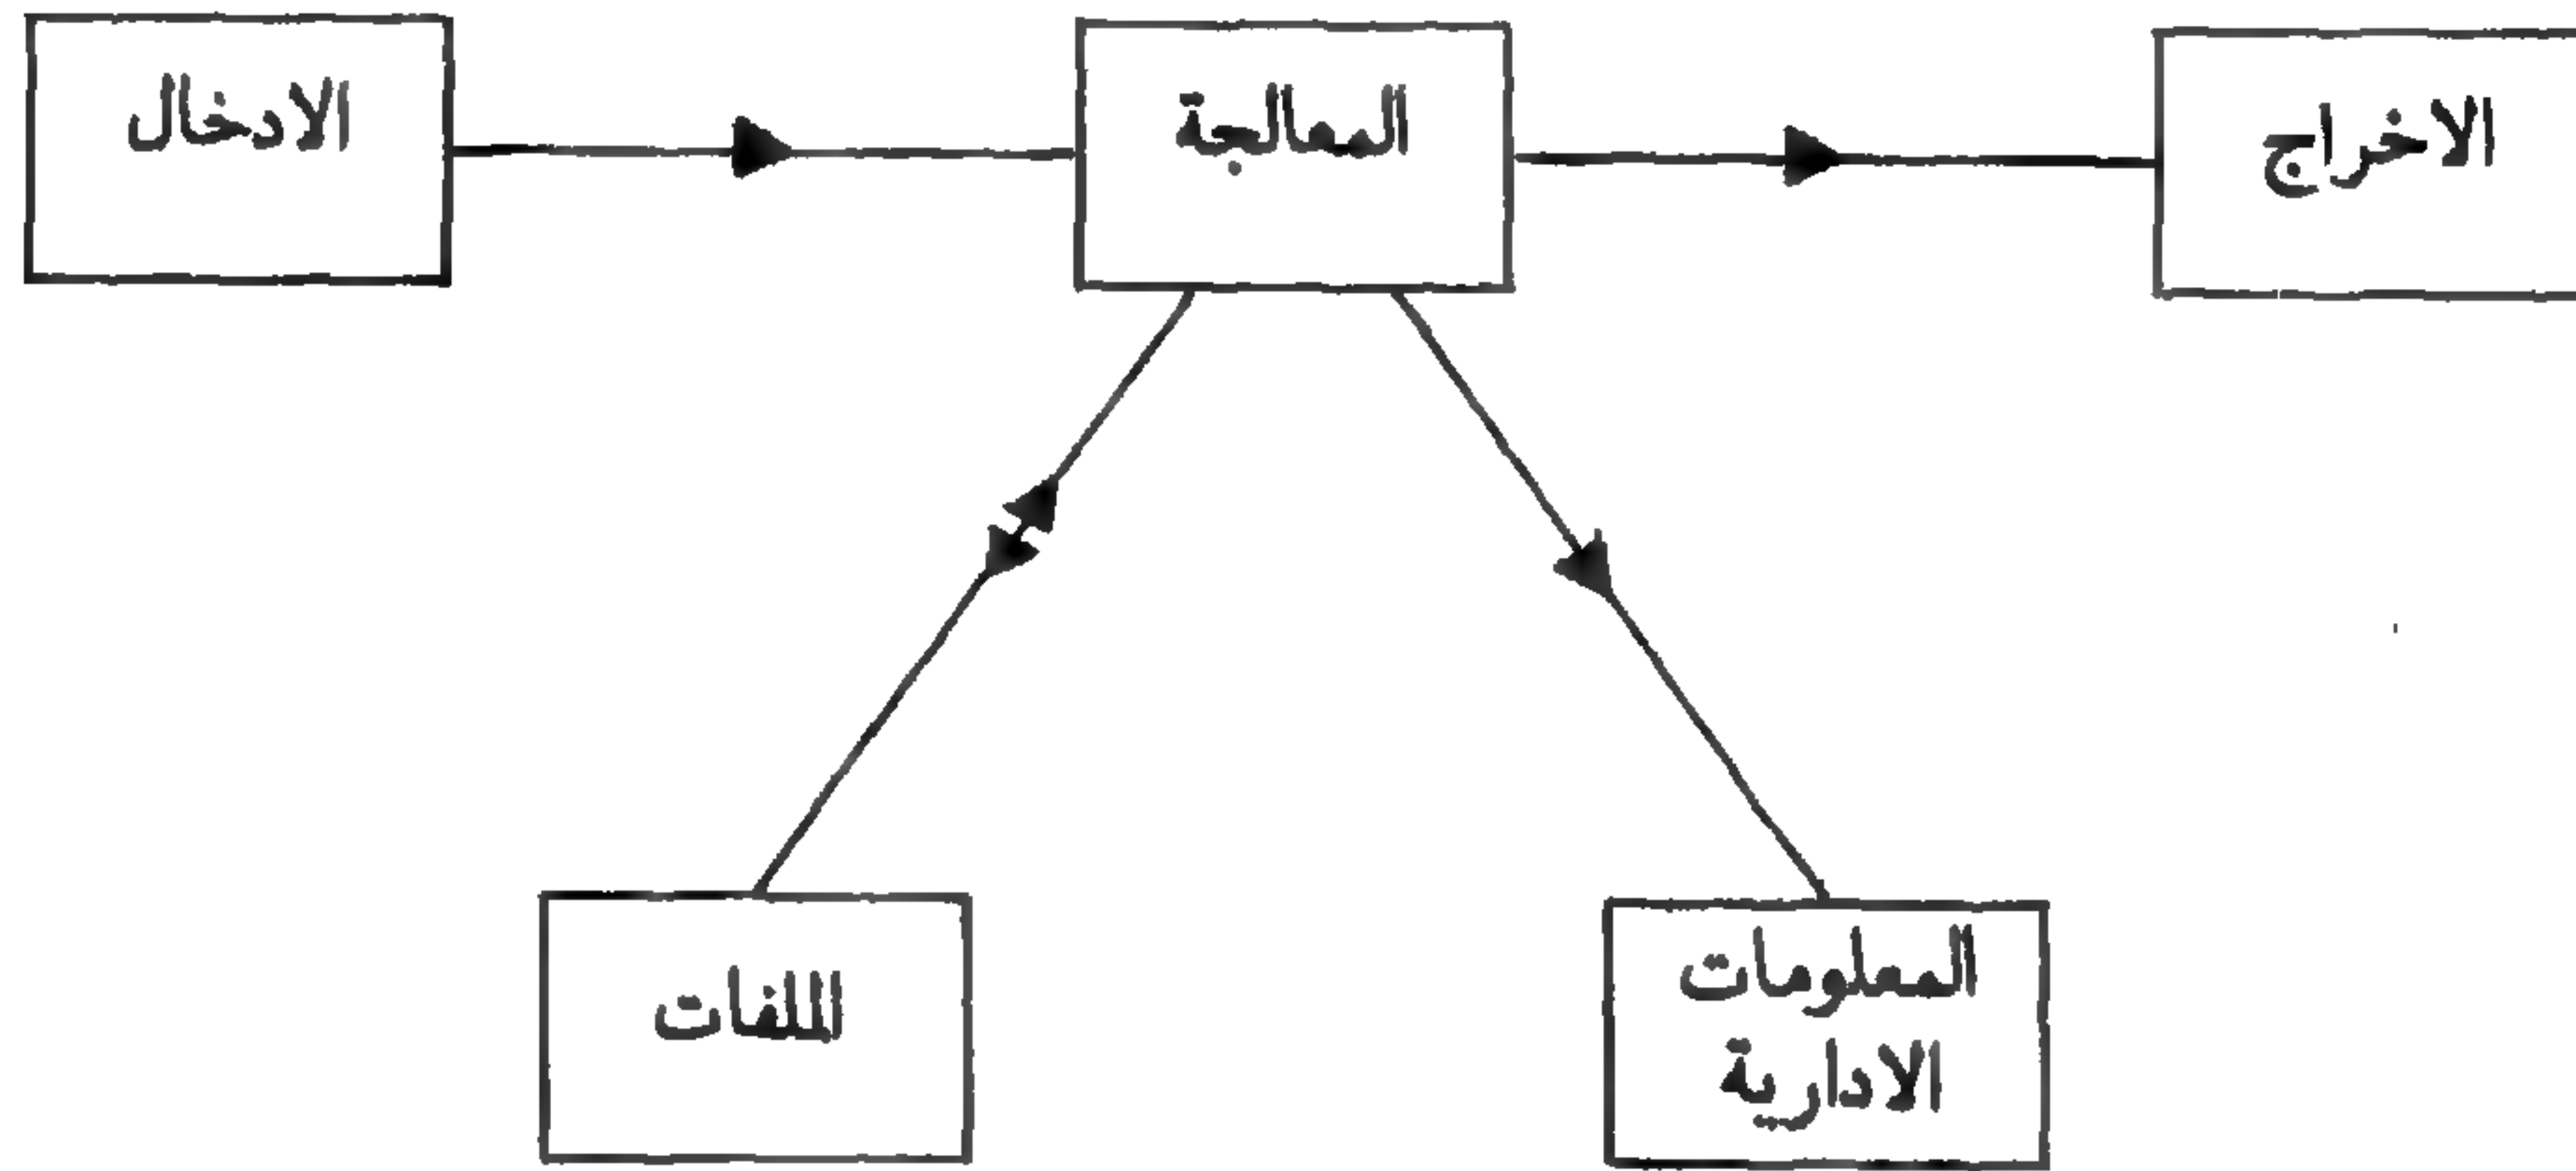 الادخال
المعالجة
الاخراج
الملفات
المعلومات
الادارية